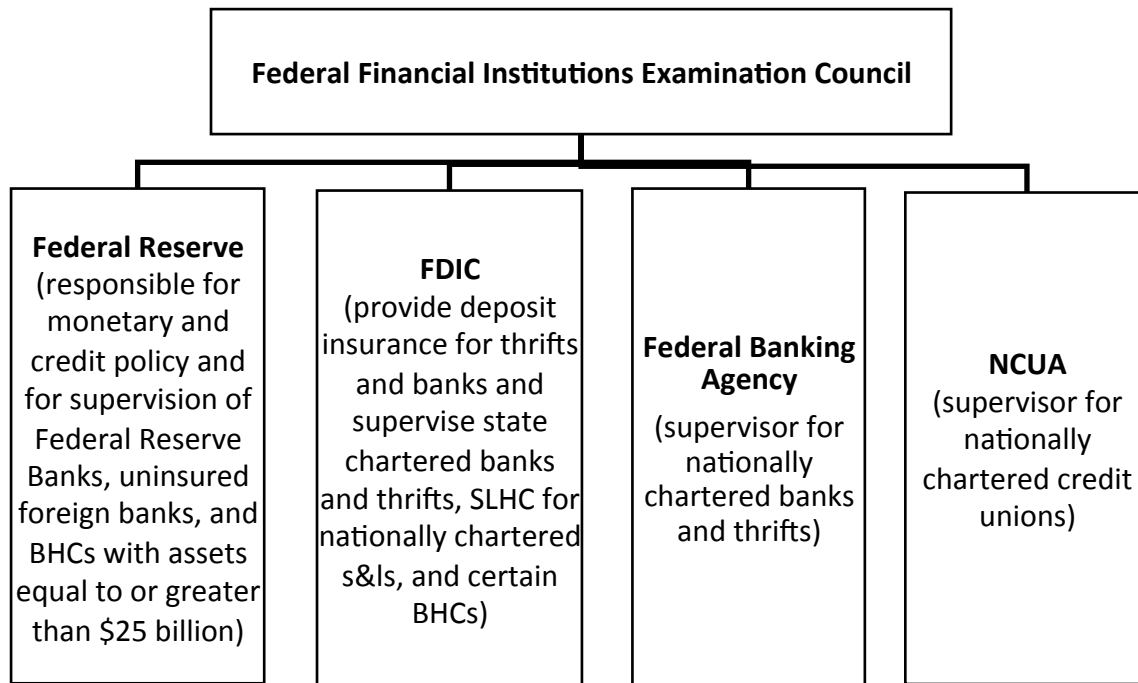 Federal Financial Institutions Examination Council
Federal Reserve
(responsible for
monetary and
credit policy and
for supervision of
Federal Reserve
Banks, uninsured
foreign banks, and
BHCs with assets
equal to or greater
than $25 billion)
FDIC
(provide deposit
insurance for thrifts
and banks and
supervise state
chartered banks
and thrifts, SLHC for
nationally chartered
s&ls, and certain
BHCs)
Federal Banking
Agency
(supervisor for
nationally
chartered banks
and thrifts)
NCUA
(supervisor for
nationally
chartered credit
unions)